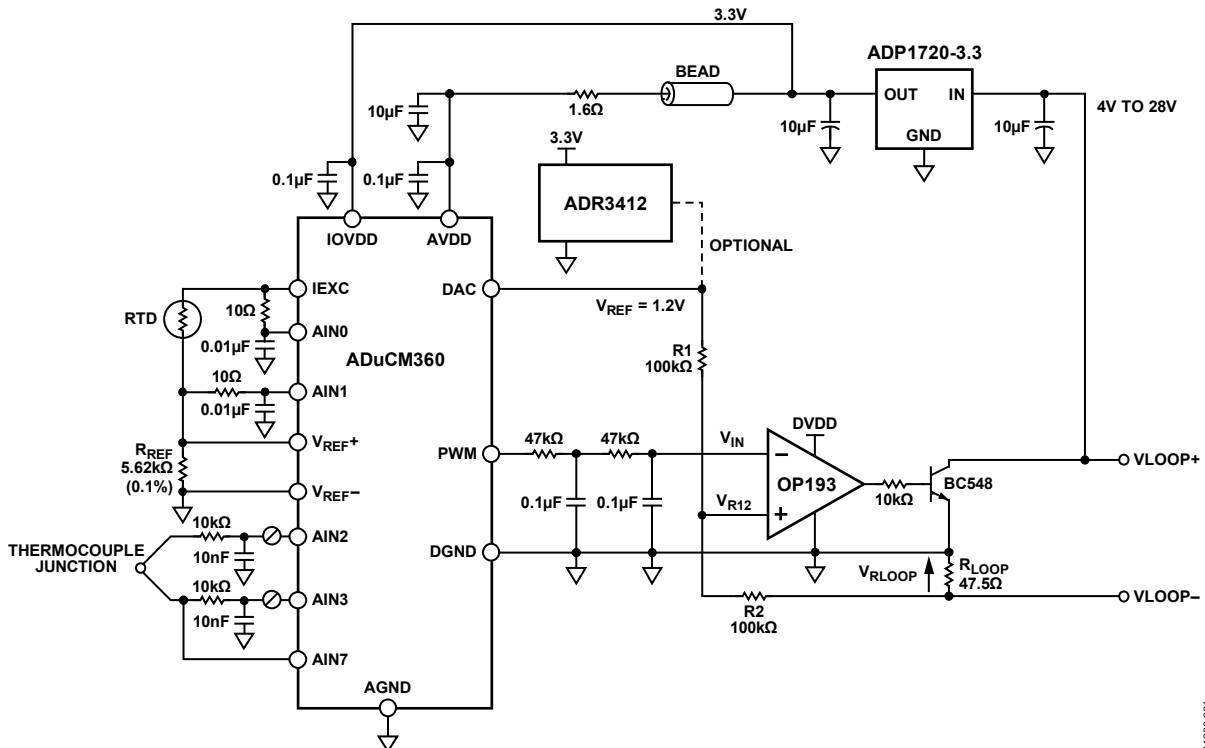 3.3V
ADP1720-3.3
BEAD
OUT
IN
GND
4V TO 28V
10µF
1.6Ω
10µF
10µF
3.3V
0.1µF
0.1µF
ADR3412
OPTIONAL
IOVDD
AVDD
IEXC
DAC
VREF = 1.2V
RTD
10Ω
AIN0
0.01µF
ADuCM360
R1
100kΩ
10Ω
AIN1
0.01µF
VREF+
RREF
5.62kΩ
(0.1%)
PWM
47kΩ
47kΩ
VIN
DVDD
VLOOP+
OP193
BC548
10kΩ
VREF–
0.1µF
0.1µF
VR12
10kΩ
AIN2
THERMOCOUPLE
JUNCTION
10nF
DGND
VRLOOP
RLOOP
47.5Ω
10kΩ
AIN3
10nF
R2
100kΩ
VLOOP–
AIN7
AGND